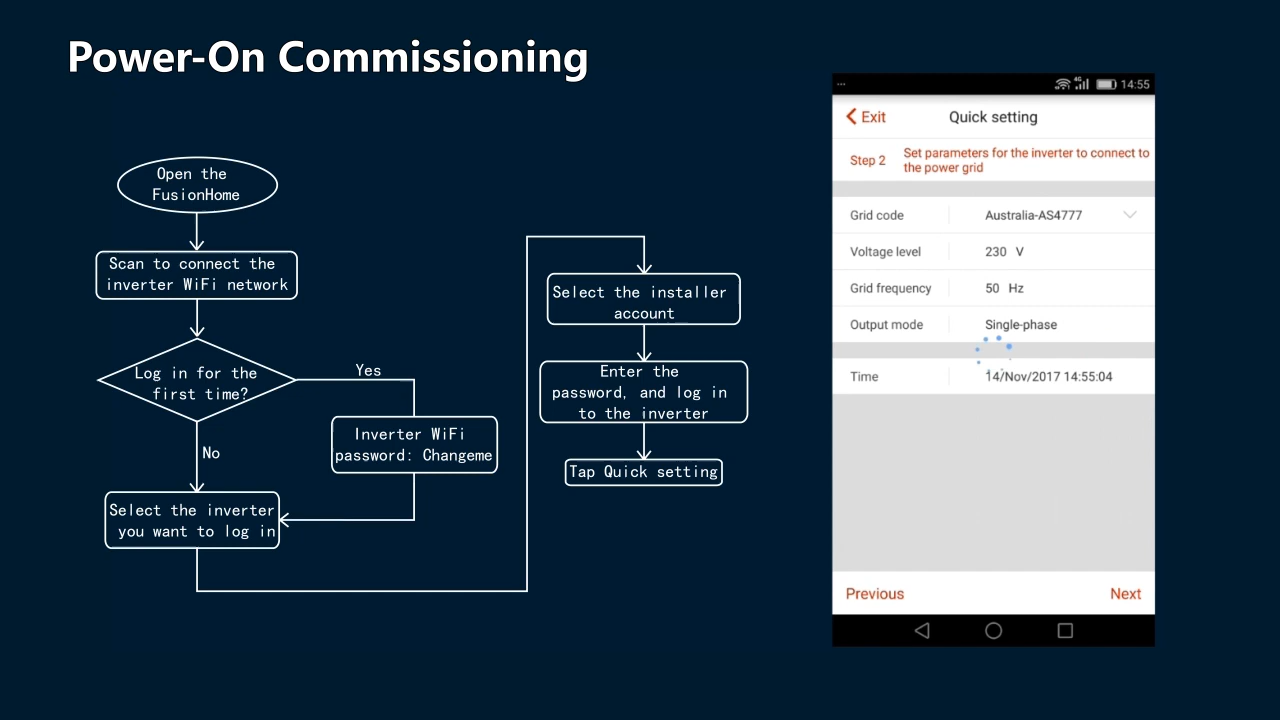 Power-On Commissioning
Open the
FusionHome
Scan to connect the
inverter WiFi network
Log in for the
first time?
Yes
No
Inverter WiFi
password: Changeme
Select the inverter
you want to log in
Select the installer
account
Enter the
password, and log in
to the inverter
Tap Quick setting
14:55
4G
Exit
Quick setting
Step 2
Set parameters for the inverter to connect to
the power grid
Grid code Australia-AS4777
Voltage level 230 V
Grid frequency 50 Hz
Output mode Single-phase
Time 14/Nov/2017 14:55:04
Previous Next